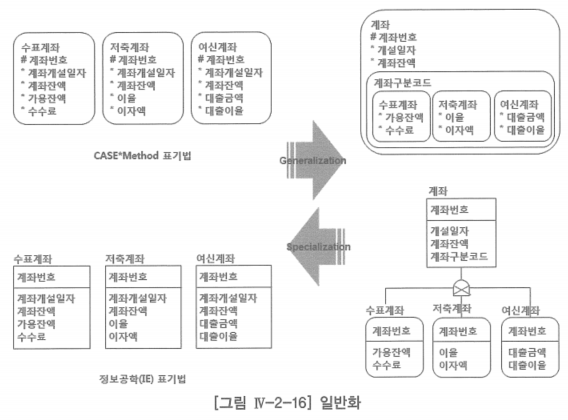 수표계좌
# 계좌번호
* 계좌개설일자
* 계좌잔액
* 가용잔액
* 수수료
저축계좌
# 계좌번호
* 계좌개설일자
* 계좌잔액
* 이율
* 이자액
여신계좌
# 계좌번호
* 계좌개설일자
* 계좌잔액
* 대출금액
* 대출이율
CASE*Method 표기법
Generalization
계좌
# 계좌번호
* 개설일자
* 계좌잔액
계좌구분코드
수표계좌
* 가용잔액
* 수수료
저축계좌
* 이율
* 이자액
여신계좌
* 대출금액
* 대출이율
수표계좌
계좌번호
계좌개설일자
계좌잔액
가용잔액
수수료
저축계좌
계좌번호
계좌개설일자
계좌잔액
이율
이자액
여신계좌
계좌번호
계좌개설일자
계좌잔액
대출금액
대출이율
정보공학(IE) 표기법
Specialization
계좌
계좌번호
개설일자
계좌잔액
계좌구분코드
수표계좌
계좌번호
가용잔액
수수료
저축계좌
계좌번호
이율
이자액
여신계좌
계좌번호
대출금액
대출이율
[그림 Ⅳ-2-16] 일반화